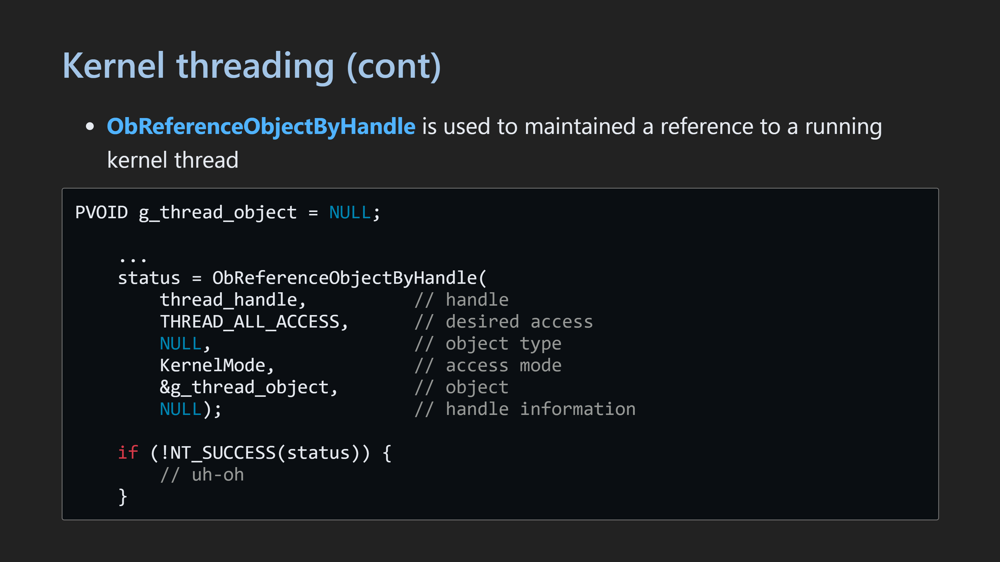 Kernel threading (cont)
• ObReferenceObjectByHandle is used to maintained a reference to a running
kernel thread
PVOID g_thread_object = NULL;
    ...
    status = ObReferenceObjectByHandle(
        thread_handle,          // handle
        THREAD_ALL_ACCESS,      // desired access
        NULL,                   // object type
        KernelMode,             // access mode
        &g_thread_object,       // object
        NULL);                  // handle information
    if (!NT_SUCCESS(status)) {
        // uh-oh
    }